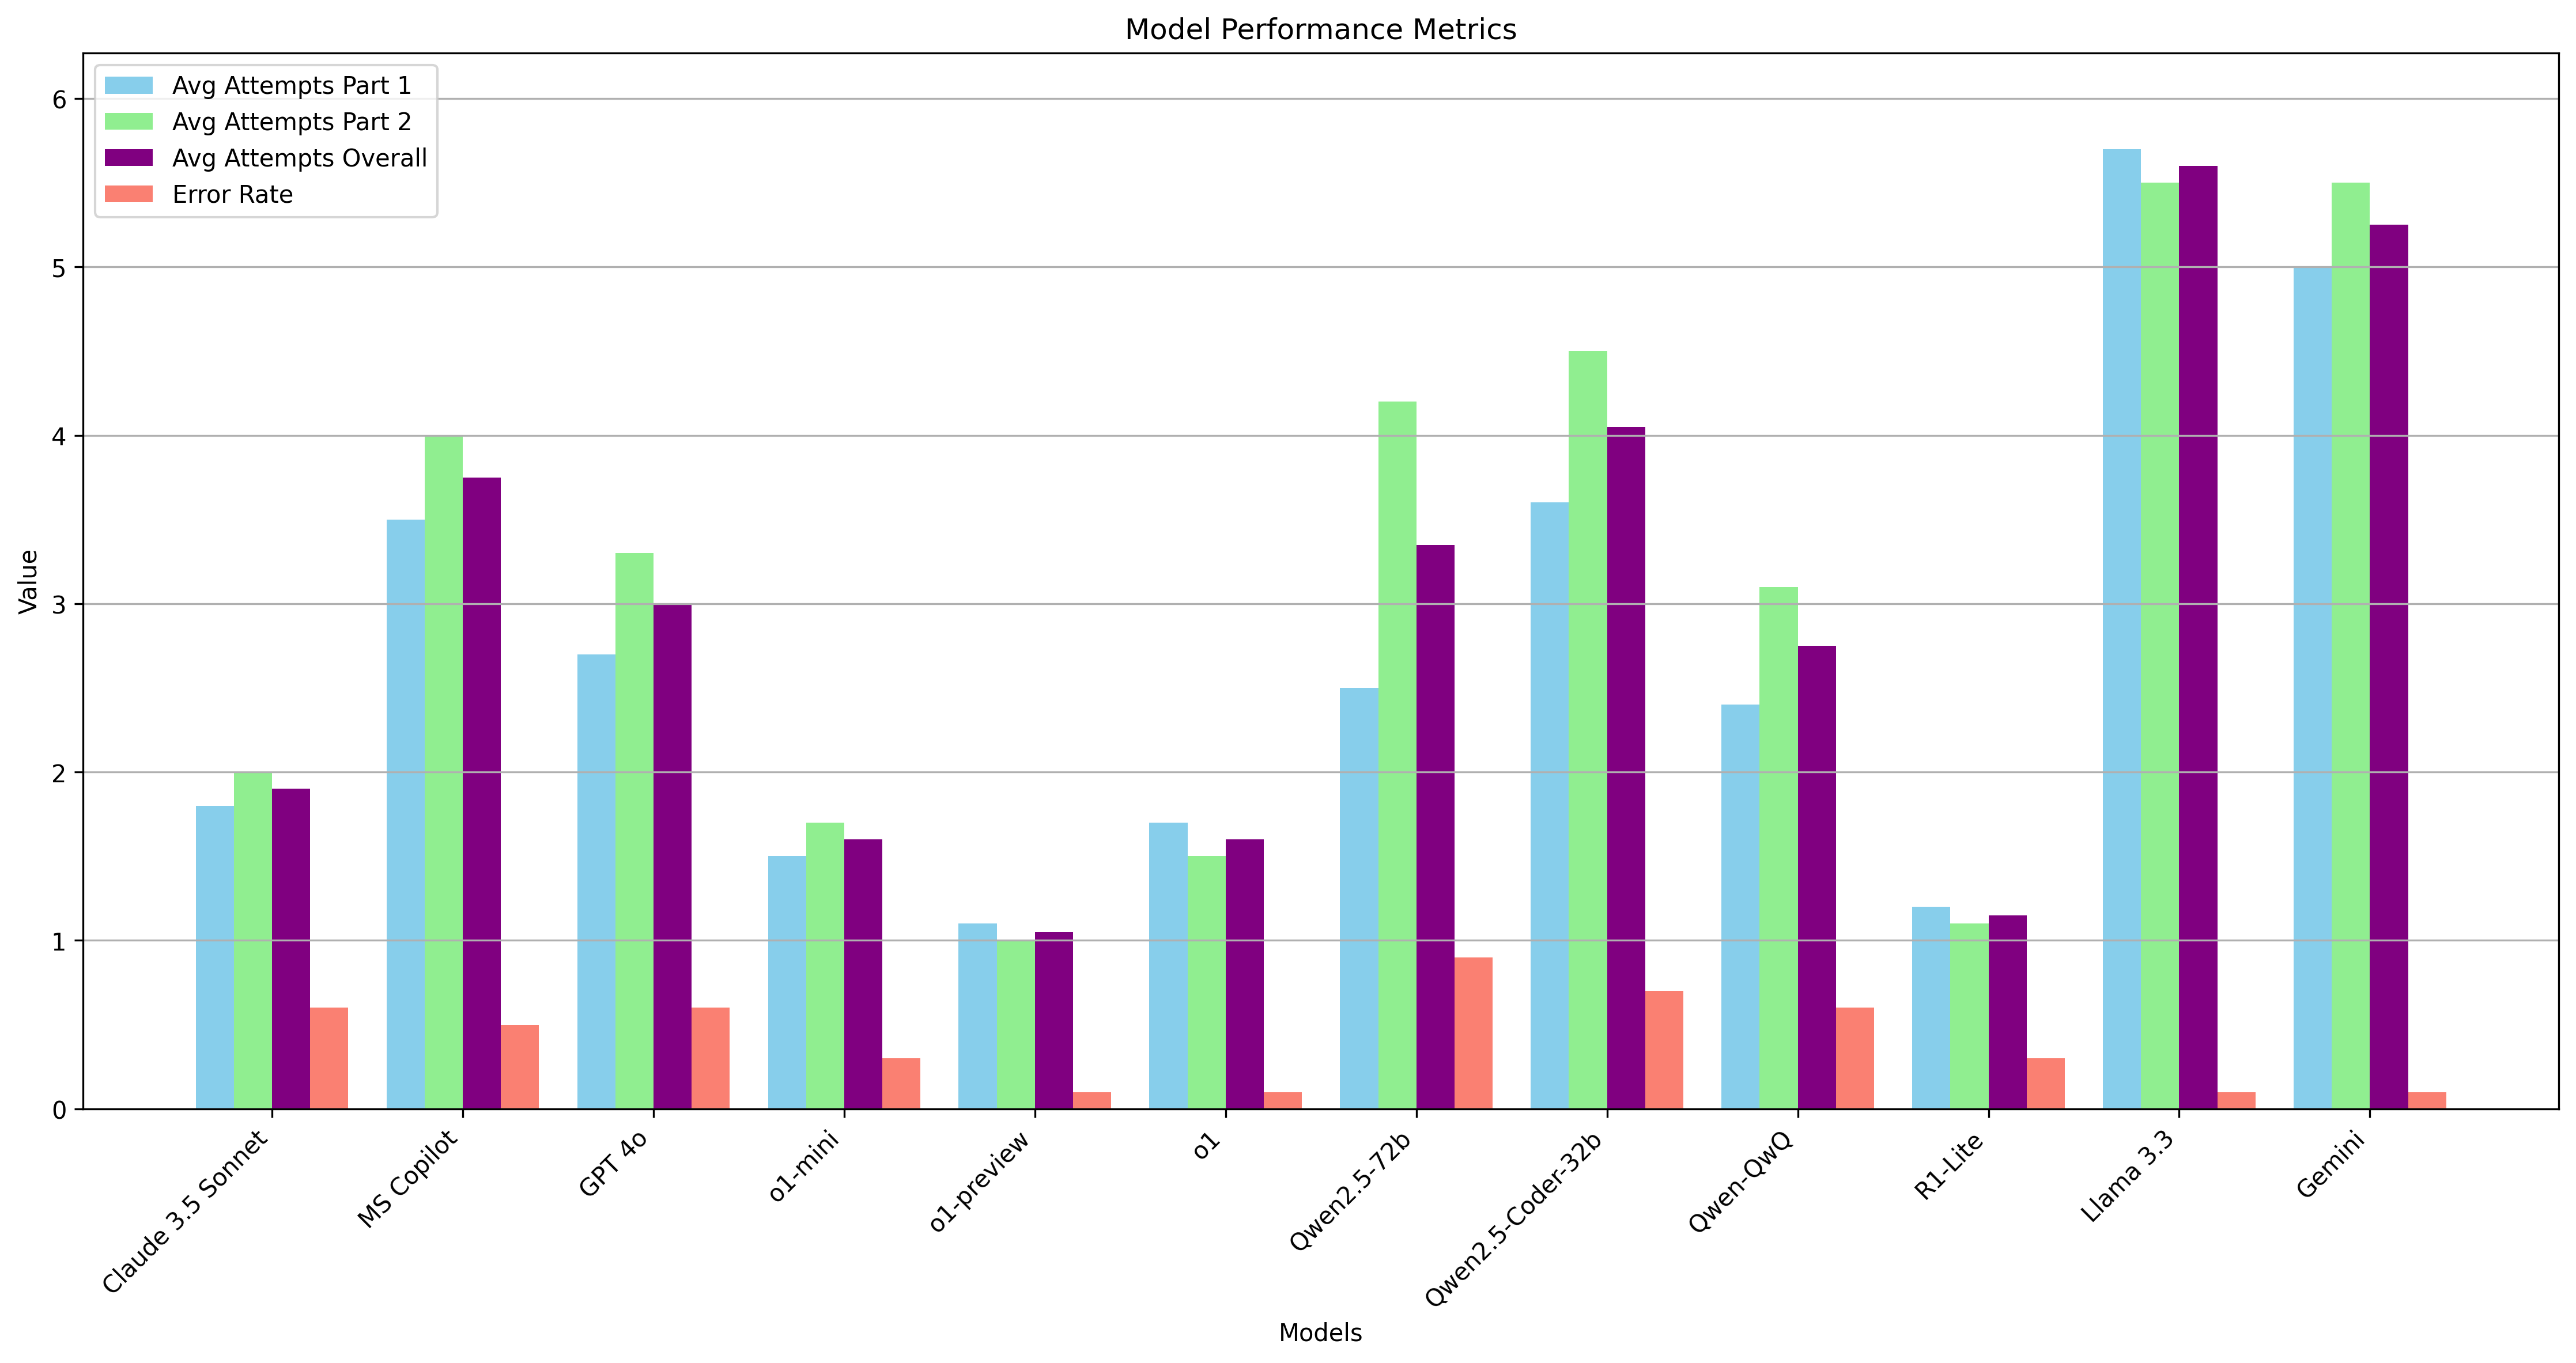 Model Performance Metrics
Avg Attempts Part 1
Avg Attempts Part 2
Avg Attempts Overall
Error Rate
6
5
4
3
2
1
0
Value
Claude 3.5 Sonnet
MS Copilot
GPT 4o
o1-mini
o1-preview
o1
Qwen2.5-72b
Qwen2.5-Coder-32b
Qwen-QwQ
R1-Lite
Llama 3.3
Gemini
Models